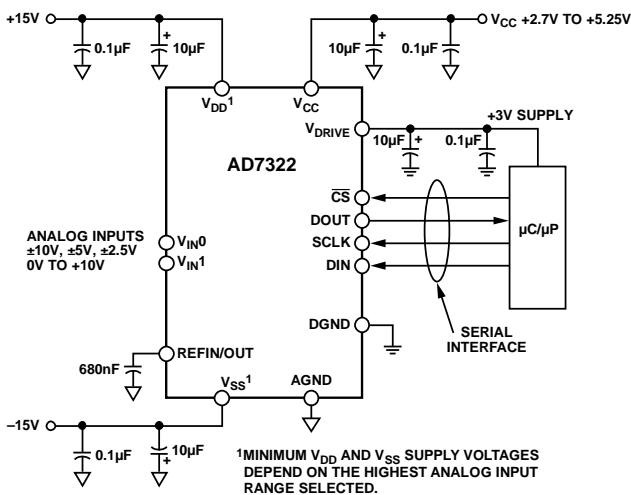 +15V
0.1µF
10µF
+
10µF
+
0.1µF
V_CC +2.7V TO +5.25V
V_DD¹
V_CC
V_DRIVE
+3V SUPPLY
10µF
+
0.1µF
AD7322
CS
DOUT
SCLK
DIN
µC/µP
ANALOG INPUTS
±10V, ±5V, ±2.5V
0V TO +10V
V_IN0
V_IN1
DGND
SERIAL
INTERFACE
REFIN/OUT
680nF
V_SS¹
AGND
–15V
0.1µF
10µF
+
¹MINIMUM V_DD AND V_SS SUPPLY VOLTAGES
DEPEND ON THE HIGHEST ANALOG INPUT
RANGE SELECTED.